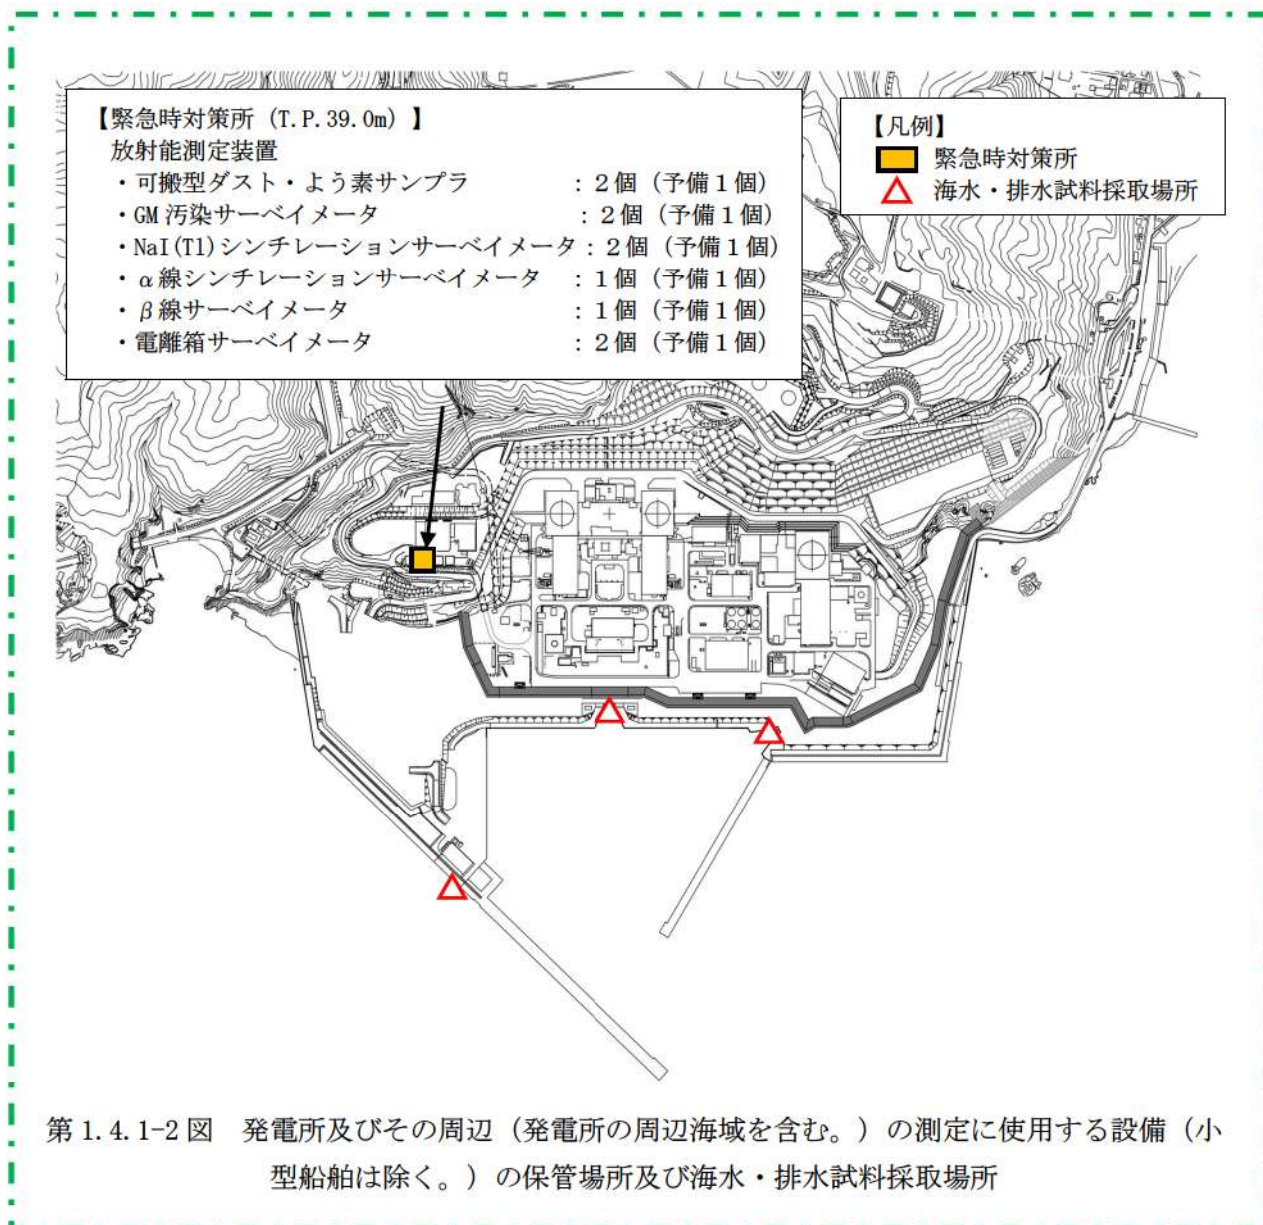 【緊急時対策所（T.P.39.0m）】
放射能測定装置
・可搬型ダスト・よう素サンプラ ：2個（予備1個）
・GM 汚染サーベイメータ ：2個（予備1個）
・NaI(Tl)シンチレーションサーベイメータ：2個（予備1個）
・α線シンチレーションサーベイメータ ：1個（予備1個）
・β線サーベイメータ ：1個（予備1個）
・電離箱サーベイメータ ：2個（予備1個）
【凡例】
緊急時対策所
海水・排水試料採取場所
第 1.4.1-2 図　発電所及びその周辺（発電所の周辺海域を含む。）の測定に使用する設備（小
型船舶は除く。）の保管場所及び海水・排水試料採取場所